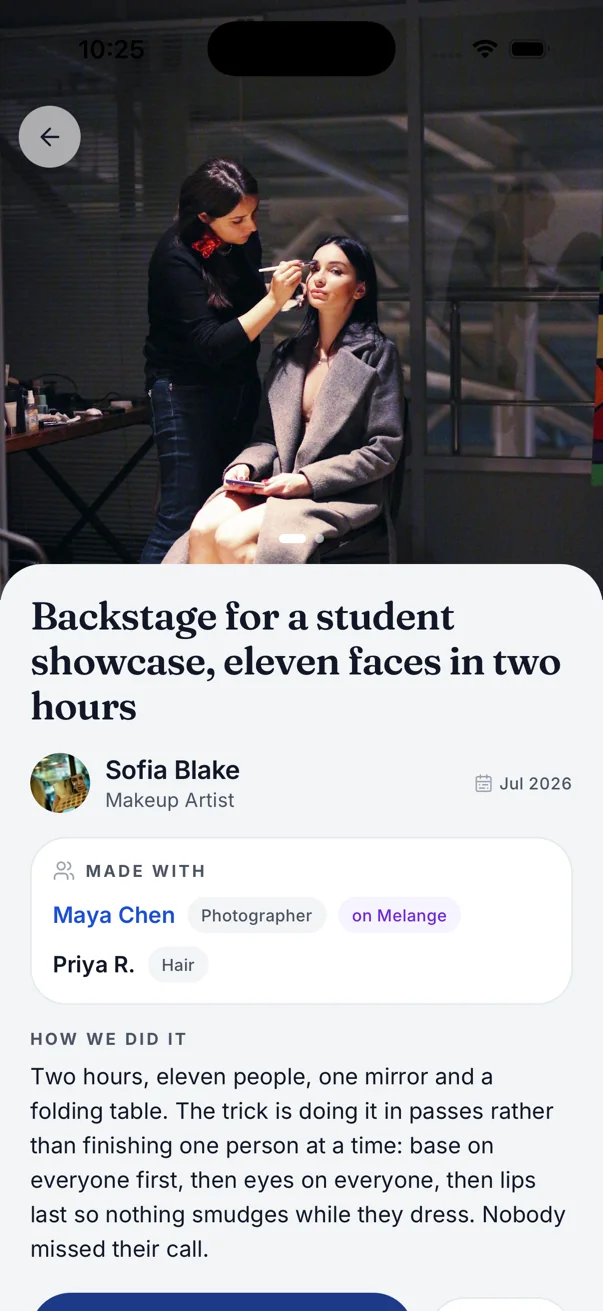 10:25
Backstage for a student
showcase, eleven faces in two
hours
Sofia Blake
Makeup Artist
Jul 2026
MADE WITH
Maya Chen Photographer on Melange
Priya R. Hair
HOW WE DID IT
Two hours, eleven people, one mirror and a
folding table. The trick is doing it in passes rather
than finishing one person at a time: base on
everyone first, then eyes on everyone, then lips
last so nothing smudges while they dress. Nobody
missed their call.